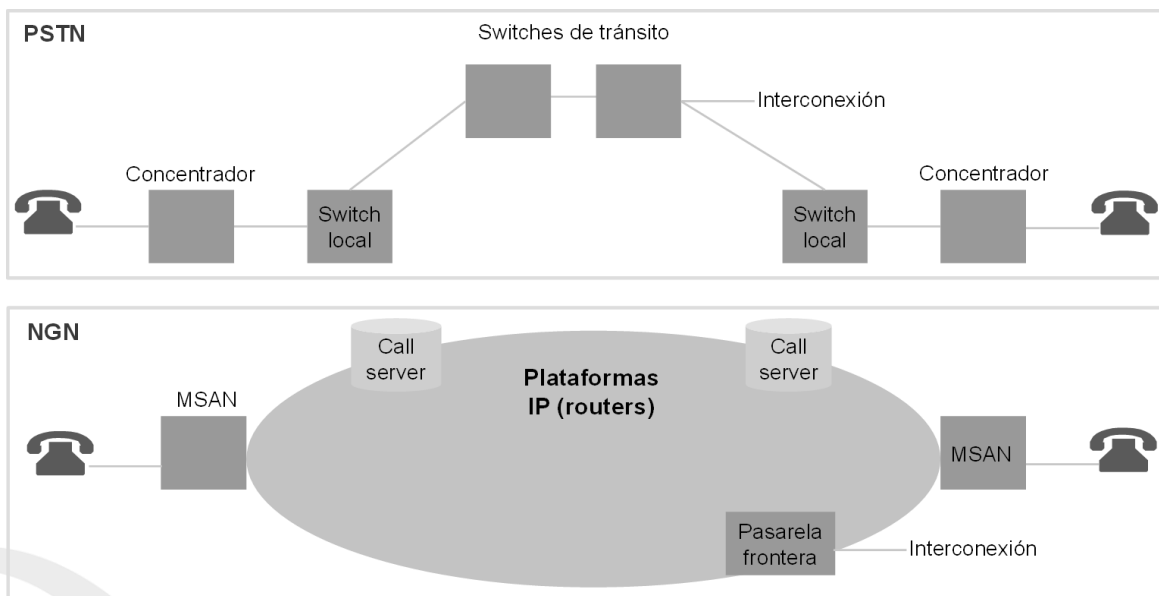 PSTN
Switches de tránsito
Interconexión
Concentrador
Concentrador
Switch
local
Switch
local
NGN
Call
server
Call
server
Plataformas
IP (routers)
MSAN
MSAN
Pasarela
frontera
Interconexión